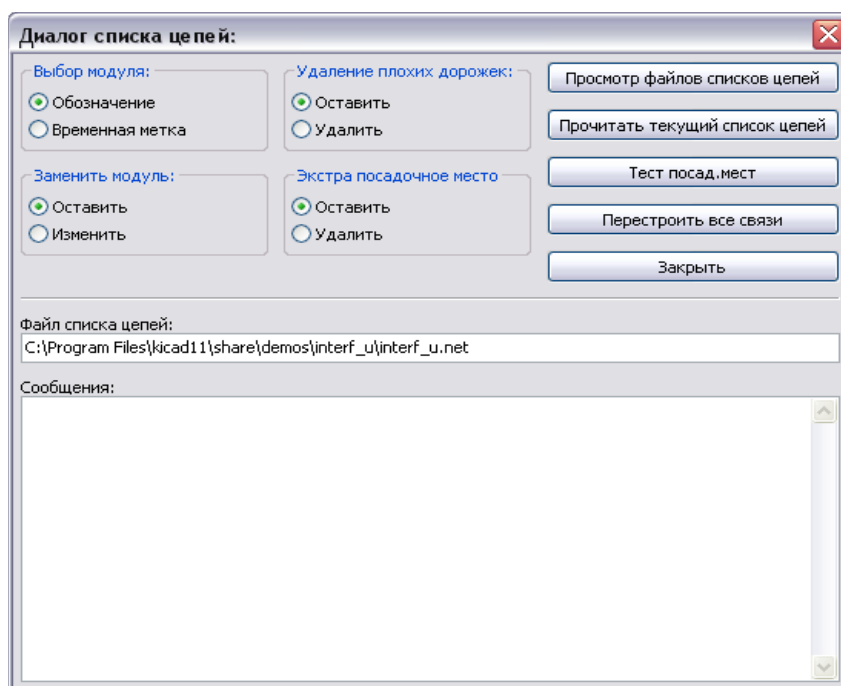 Диалог списка цепей:
Выбор модуля:
Обозначение
Временная метка
Удаление плохих дорожек:
Оставить
Удалить
Заменить модуль:
Оставить
Изменить
Экстра посадочное место
Оставить
Удалить
Просмотр файлов списков цепей
Прочитать текущий список цепей
Тест посад.мест
Перестроить все связи
Закрыть
Файл списка цепей:
C:\Program Files\kicad11\share\demos\interf_u\interf_u.net
Сообщения: